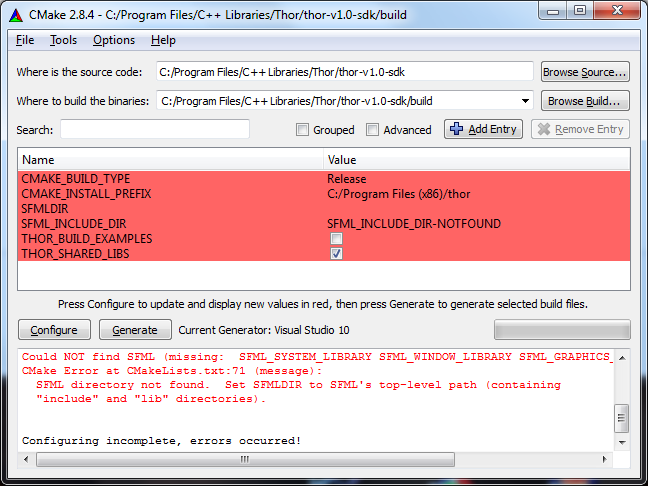 CMake 2.8.4 - C:/Program Files/C++ Libraries/Thor/thor-v1.0-sdk/build
File Tools Options Help
Where is the source code: C:/Program Files/C++ Libraries/Thor/thor-v1.0-sdk Browse Source...
Where to build the binaries: C:/Program Files/C++ Libraries/Thor/thor-v1.0-sdk/build Browse Build...
Search: Grouped Advanced Add Entry Remove Entry
Name Value
CMAKE_BUILD_TYPE Release
CMAKE_INSTALL_PREFIX C:/Program Files (x86)/thor
SFMLDIR
SFML_INCLUDE_DIR SFML_INCLUDE_DIR-NOTFOUND
THOR_BUILD_EXAMPLES
THOR_SHARED_LIBS
Press Configure to update and display new values in red, then press Generate to generate selected build files.
Configure Generate Current Generator: Visual Studio 10
Could NOT find SFML (missing: SFML_SYSTEM_LIBRARY SFML_WINDOW_LIBRARY SFML_GRAPHICS_
CMake Error at CMakeLists.txt:71 (message):
SFML directory not found. Set SFMLDIR to SFML's top-level path (containing
"include" and "lib" directories).
Configuring incomplete, errors occurred!